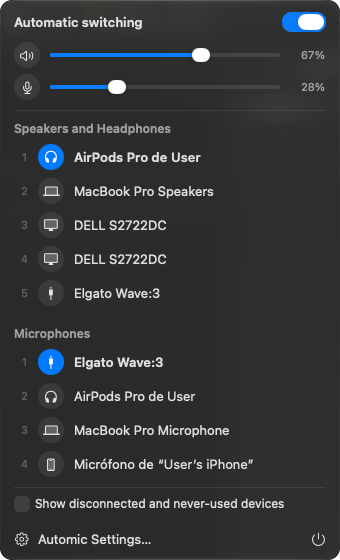 Automatic switching
67%
28%
Speakers and Headphones
1 AirPods Pro de User
2 MacBook Pro Speakers
3 DELL S2722DC
4 DELL S2722DC
5 Elgato Wave:3
Microphones
1 Elgato Wave:3
2 AirPods Pro de User
3 MacBook Pro Microphone
4 Micrófono de “User’s iPhone”
Show disconnected and never-used devices
Automic Settings...